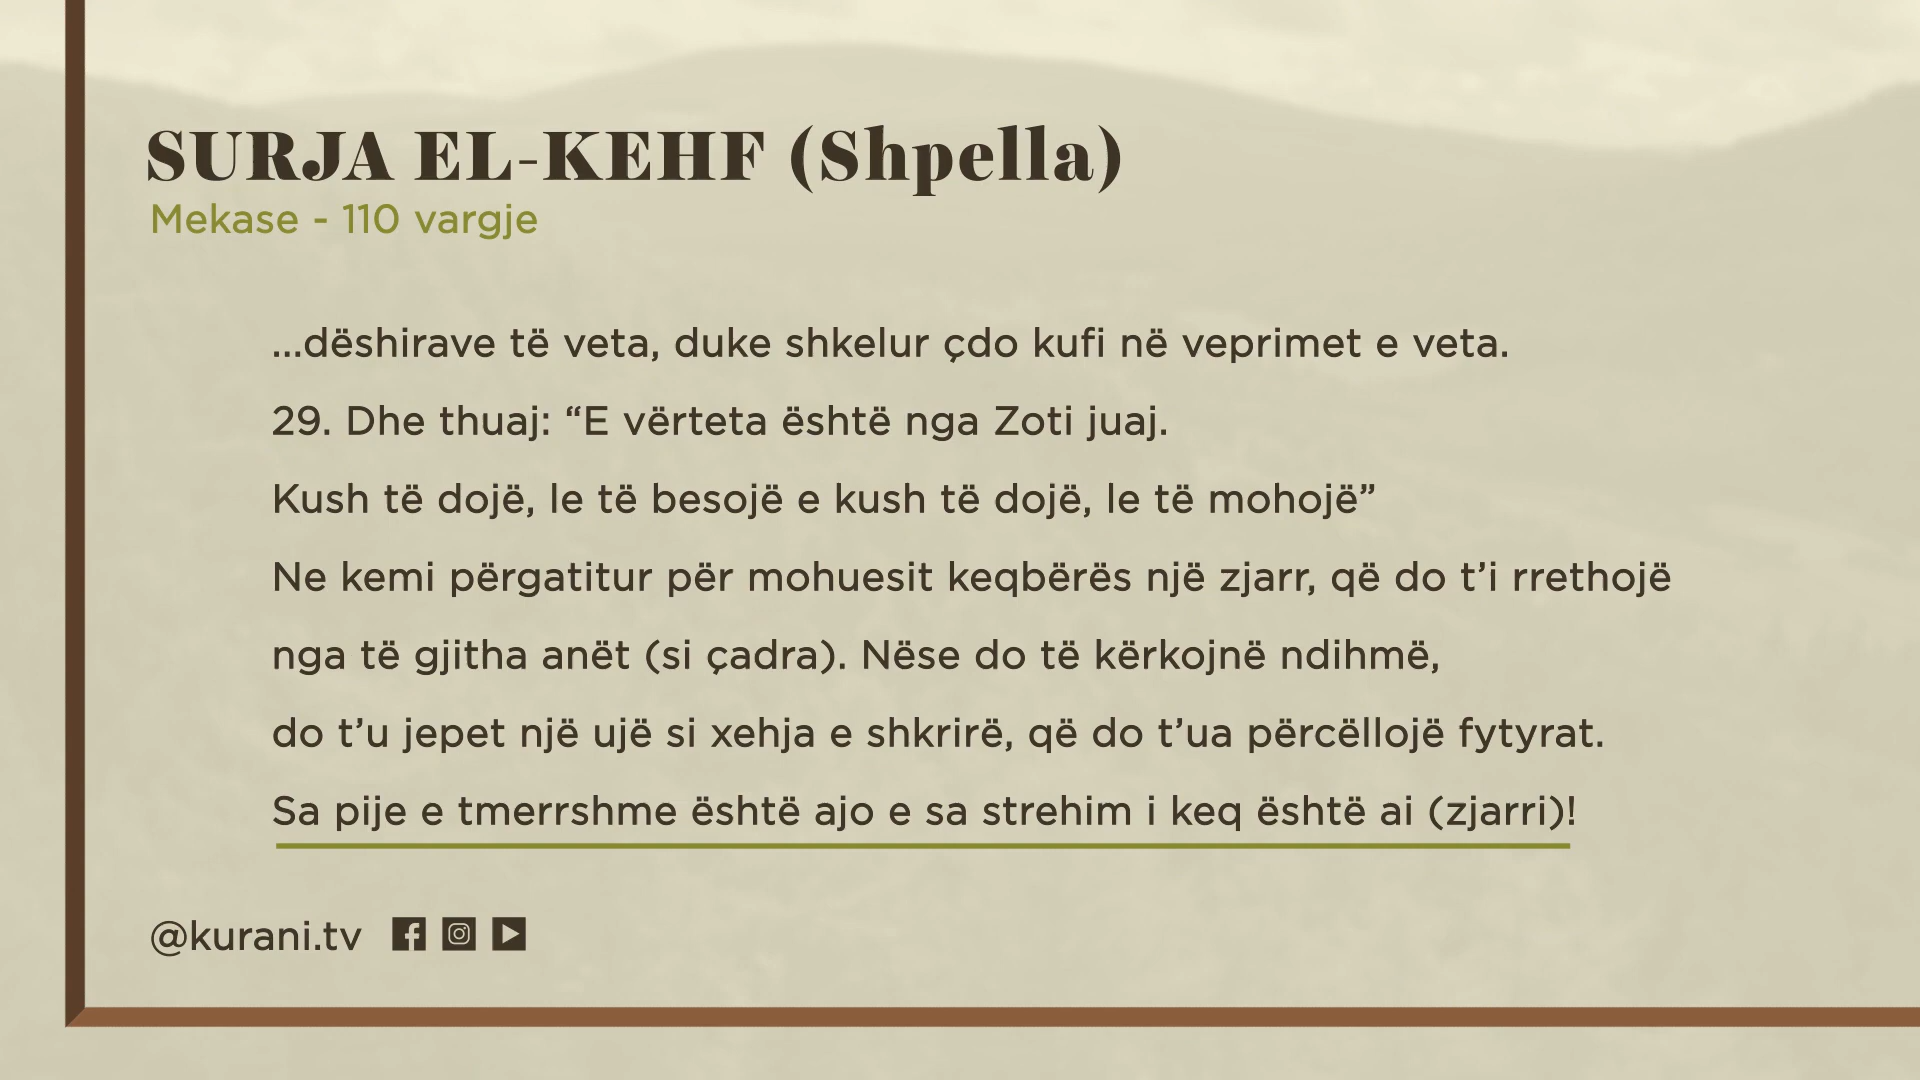 SURJA EL-KEHF (Shpella)
Mekase - 110 vargje
...dëshirave të veta, duke shkelur çdo kufi në veprimet e veta.
29. Dhe thuaj: “E vërteta është nga Zoti juaj.
Kush të dojë, le të besojë e kush të dojë, le të mohojë”
Ne kemi përgatitur për mohuesit keqbërës një zjarr, që do t’i rrethojë
nga të gjitha anët (si çadra). Nëse do të kërkojnë ndihmë,
do t’u jepet një ujë si xehja e shkrirë, që do t’ua përcëllojë fytyrat.
Sa pije e tmerrshme është ajo e sa strehim i keq është ai (zjarri)!
@kurani.tv